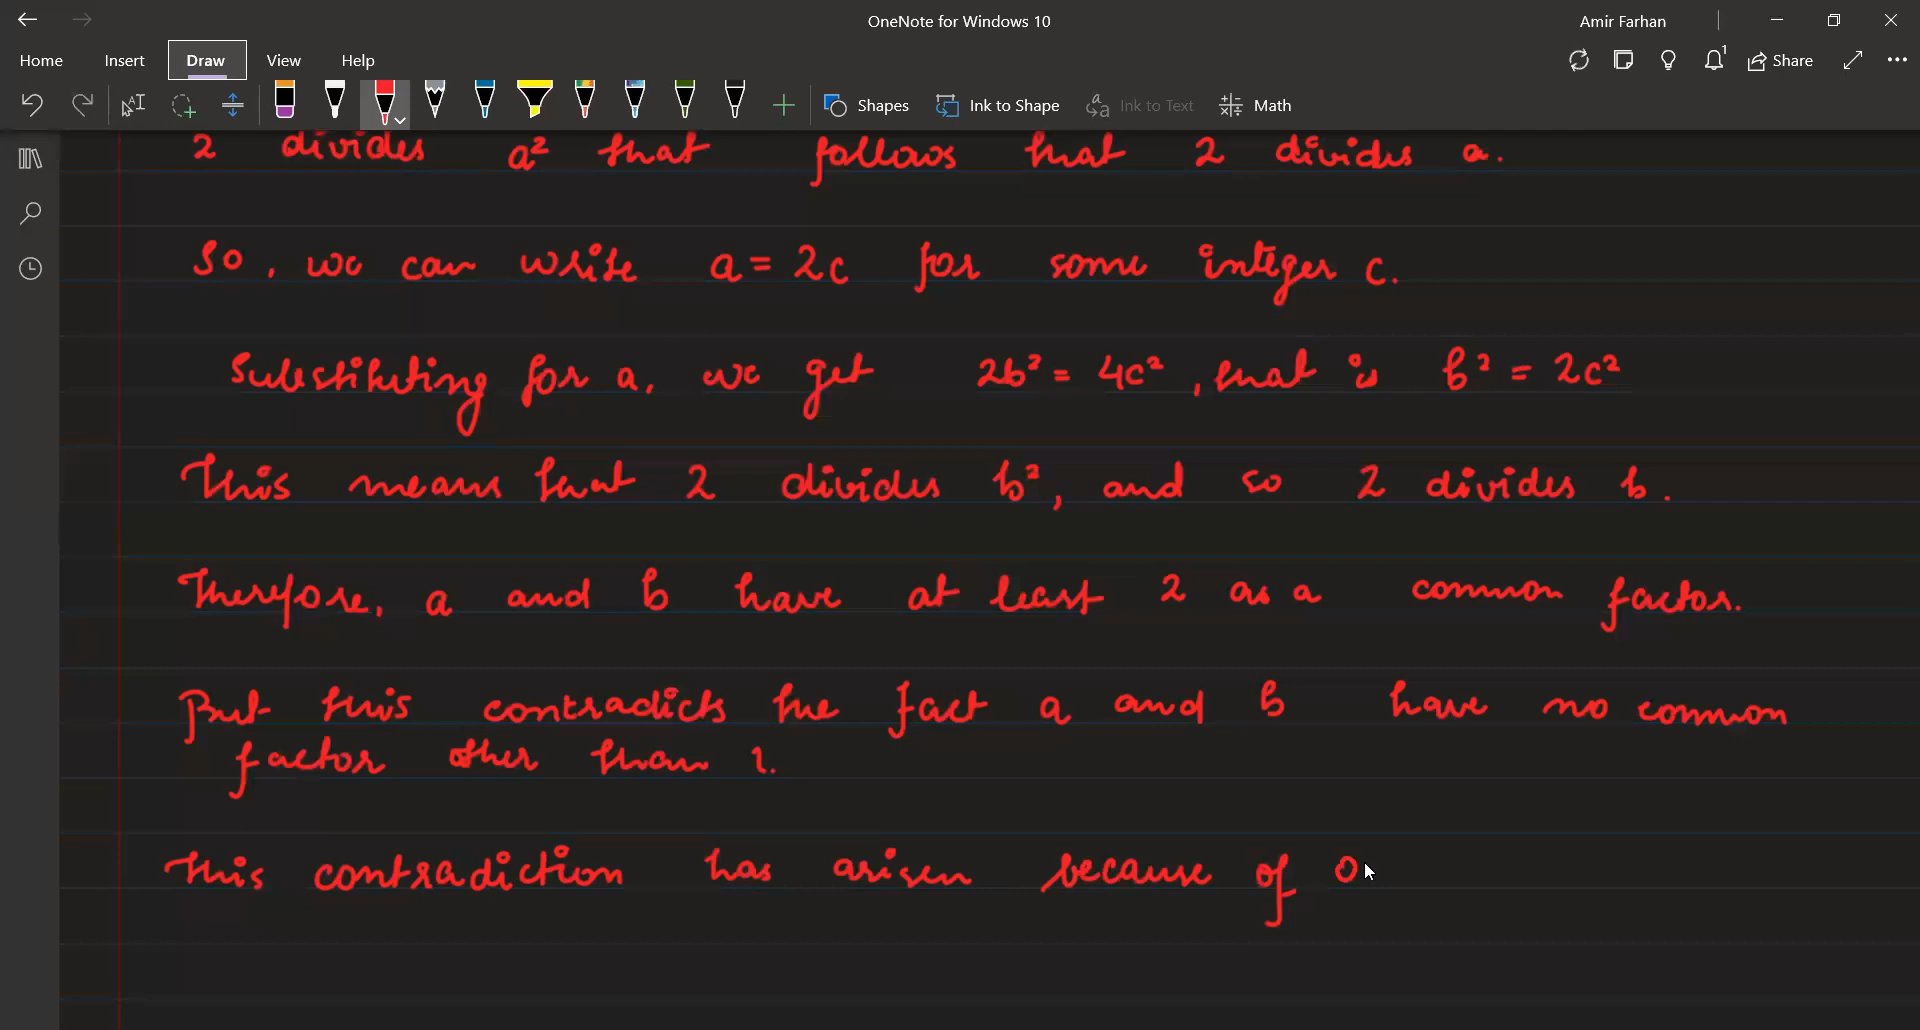 OneNote for Windows 10
Amir Farhan
Home Insert Draw View Help
1
Share
Shapes Ink to Shape Ink to Text Math
2 divides a² that follows that 2 divides a.
So, we can write a = 2c for some integer c.
Substituting for a, we get 2b² = 4c², that is b² = 2c²
This means that 2 divides b², and so 2 divides b.
Therefore, a and b have at least 2 as a common factor.
But this contradicts the fact a and b have no common
factor other than 1.
This contradiction has arisen because of o